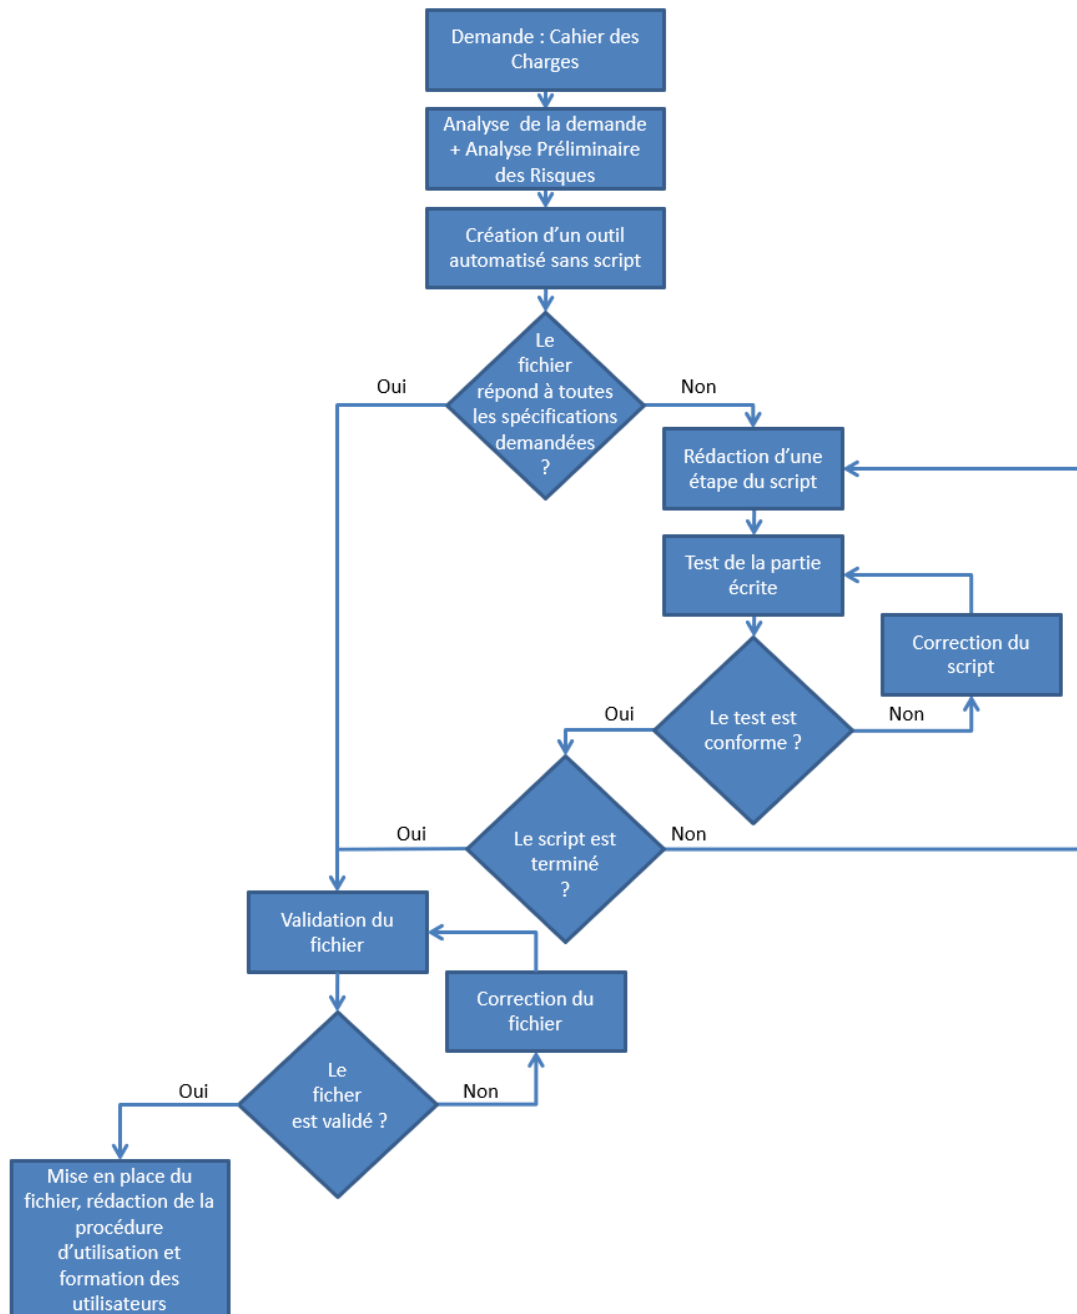 Demande : Cahier des
Charges
Analyse de la demande
+ Analyse Préliminaire
des Risques
Création d’un outil
automatisé sans script
Le
fichier
répond à toutes
les spécifications
demandées
?
Oui
Non
Rédaction d’une
étape du script
Test de la partie
écrite
Correction du
script
Le test est
conforme ?
Oui
Non
Le script est
terminé
?
Oui
Non
Validation du
fichier
Correction du
fichier
Le
ficher
est validé ?
Oui
Non
Mise en place du
fichier, rédaction de la
procédure
d’utilisation et
formation des
utilisateurs